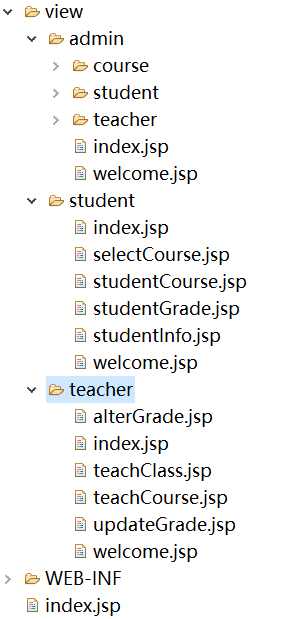 view
admin
course
student
teacher
index.jsp
welcome.jsp
student
index.jsp
selectCourse.jsp
studentCourse.jsp
studentGrade.jsp
studentInfo.jsp
welcome.jsp
teacher
alterGrade.jsp
index.jsp
teachClass.jsp
teachCourse.jsp
updateGrade.jsp
welcome.jsp
WEB-INF
index.jsp